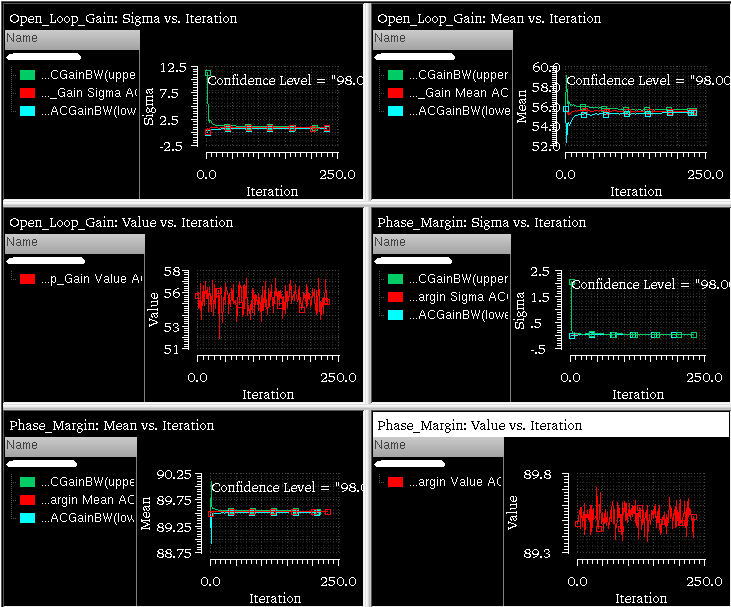 Open_Loop_Gain: Sigma vs. Iteration
Name
...CGainBW(upper
..._Gain Sigma AC
...ACGainBW(lowe
12.5
7.5
2.5
-2.5
Sigma
Confidence Level = "98.00
0.0
250.0
Iteration
Open_Loop_Gain: Mean vs. Iteration
Name
...CGainBW(upper
..._Gain Mean AC
...ACGainBW(lowe
60.0
58.0
56.0
54.0
52.0
Mean
Confidence Level = "98.00
0.0
250.0
Iteration
Open_Loop_Gain: Value vs. Iteration
Name
...p_Gain Value A
58
56
53
51
Value
0.0
250.0
Iteration
Phase_Margin: Sigma vs. Iteration
Name
...CGainBW(upper
...argin Sigma AC
...ACGainBW(lowe
2.5
1.5
.5
-.5
Sigma
Confidence Level = "98.00
0.0
250.0
Iteration
Phase_Margin: Mean vs. Iteration
Name
...CGainBW(uppe
...argin Mean AC
...ACGainBW(low
90.25
89.75
89.25
88.75
Mean
Confidence Level = "98.0
0.0
250.0
Iteration
Phase_Margin: Value vs. Iteration
Name
...argin Value AC
89.8
89.3
Value
0.0
250.0
Iteration